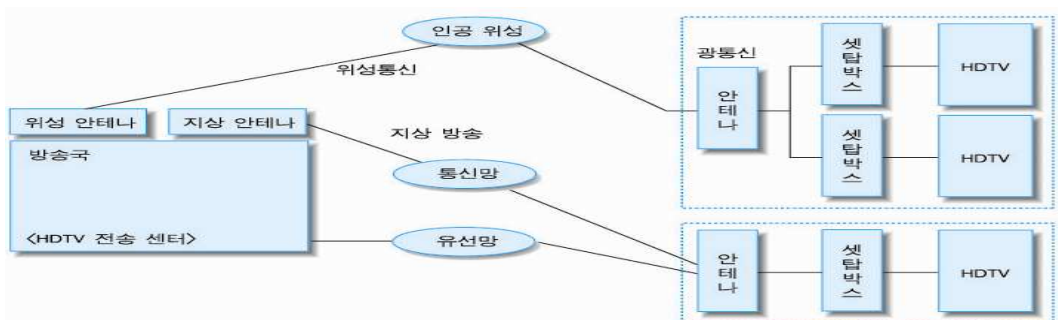 인공 위성
위성통신
위성 안테나
지상 안테나
지상 방송
방송국
<HDTV 전송 센터>
통신망
유선망
광통신
안테나
셋탑박스
HDTV
셋탑박스
HDTV
안테나
셋탑박스
HDTV